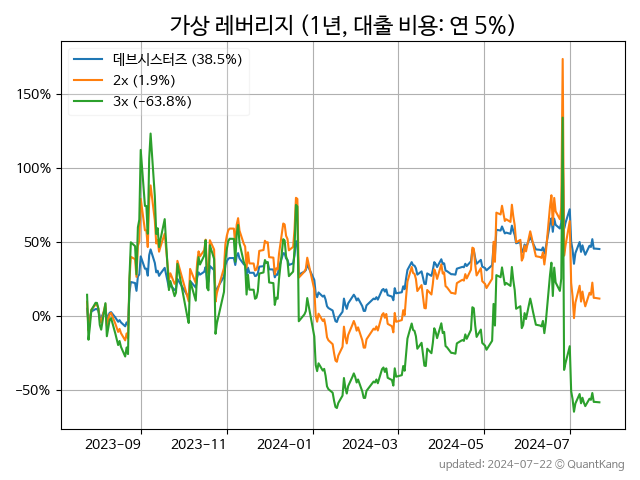 가상 레버리지 (1년, 대출 비용: 연 5%)
데브시스터즈 (38.5%)
2x (1.9%)
3x (−63.8%)
150%
100%
50%
0%
−50%
2023−09
2023−11
2024−01
2024−03
2024−05
2024−07
updated: 2024-07-22 © QuantKang